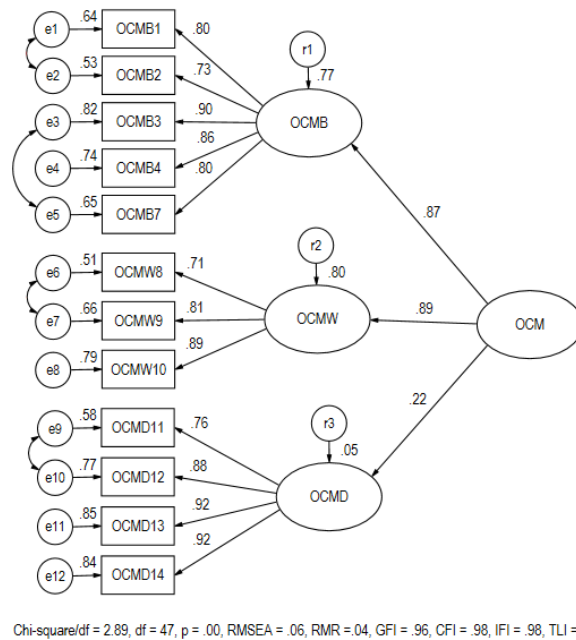 e1 .64 OCMB1 .80
r1
e2 .53 OCMB2 .73 .77
e3 .82 OCMB3 .90 OCMB
e4 .74 OCMB4 .86
e5 .65 OCMB7 .80
.87
r2
e6 .51 OCMW8 .71 .80
e7 .66 OCMW9 .81 OCMW .89 OCM
e8 .79 OCMW10 .89
.22
e9 .58 OCMD11 .76 r3
e10 .77 OCMD12 .88 .05
OCMD
e11 .85 OCMD13 .92
e12 .84 OCMD14 .92
Chi-square/df = 2.89, df = 47, p = .00, RMSEA = .06, RMR =.04, GFI = .96, CFI = .98, IFI = .98, TLI =